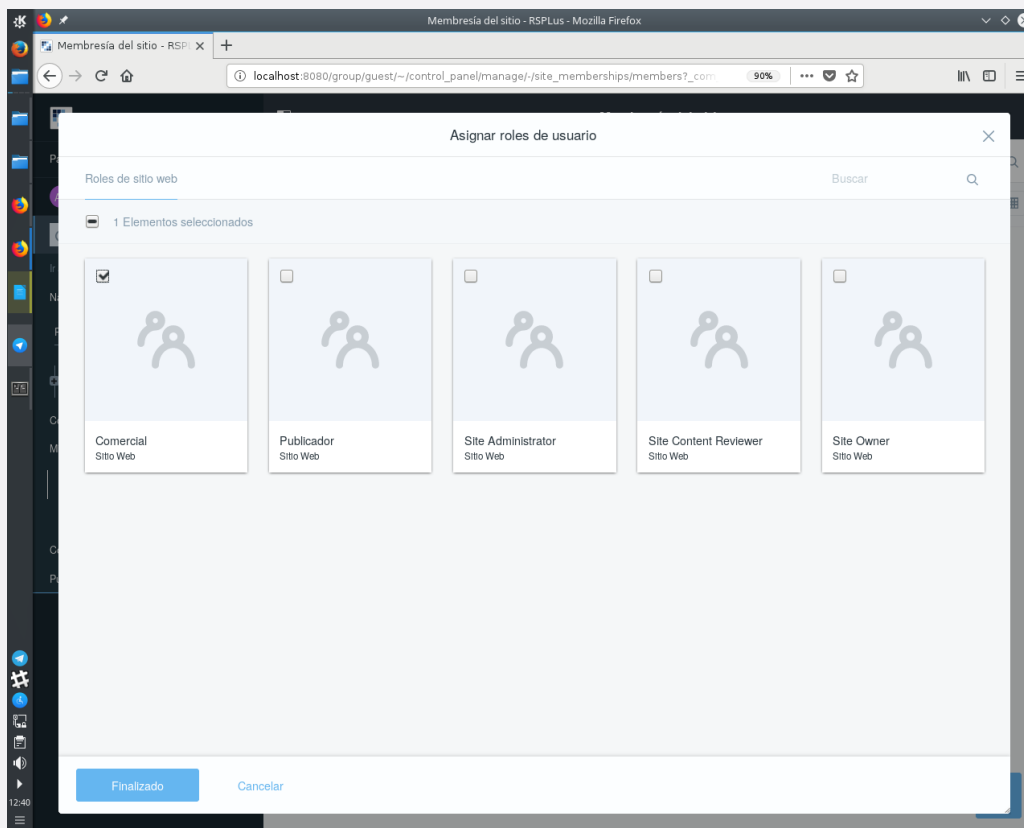 Membresía del sitio - RSPLus - Mozilla Firefox
Membresía del sitio - RSPl
localhost:8080/group/guest/~/control_panel/manage/-/site_memberships/members?_com
90%
Asignar roles de usuario
Roles de sitio web
Buscar
1 Elementos seleccionados
Comercial
Sitio Web
Publicador
Sitio Web
Site Administrator
Sitio Web
Site Content Reviewer
Sitio Web
Site Owner
Sitio Web
Finalizado
Cancelar
12:40